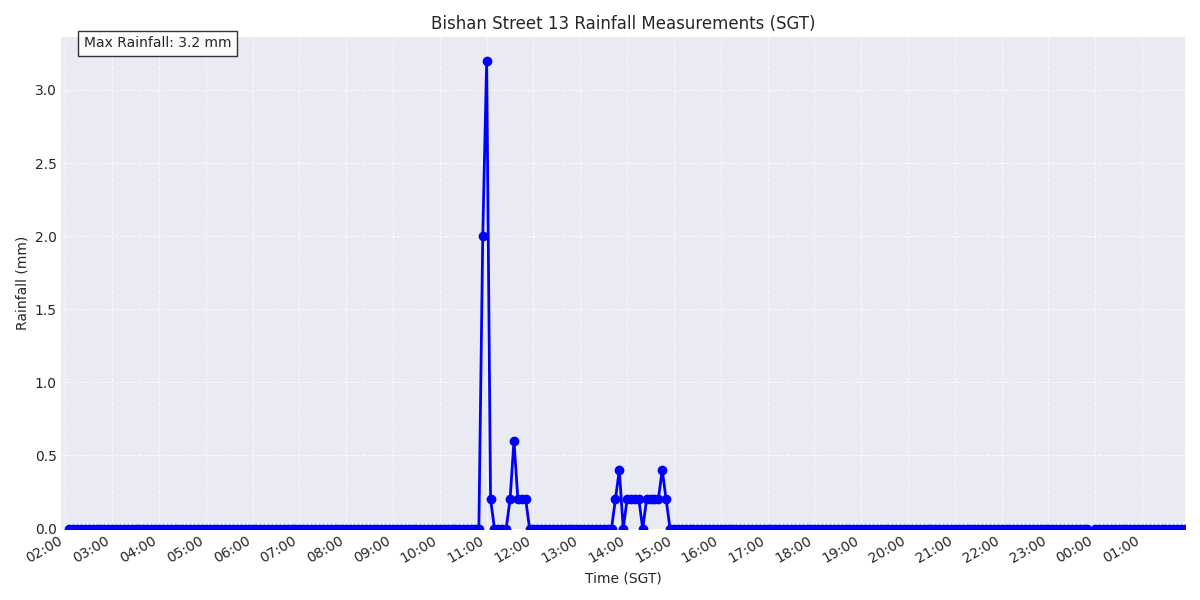 Bishan Street 13 Rainfall Measurements (SGT)
Max Rainfall: 3.2 mm
Rainfall (mm)
3.0
2.5
2.0
1.5
1.0
0.5
0.0
02:00 03:00 04:00 05:00 06:00 07:00 08:00 09:00 10:00 11:00 12:00 13:00 14:00 15:00 16:00 17:00 18:00 19:00 20:00 21:00 22:00 23:00 00:00 01:00
Time (SGT)